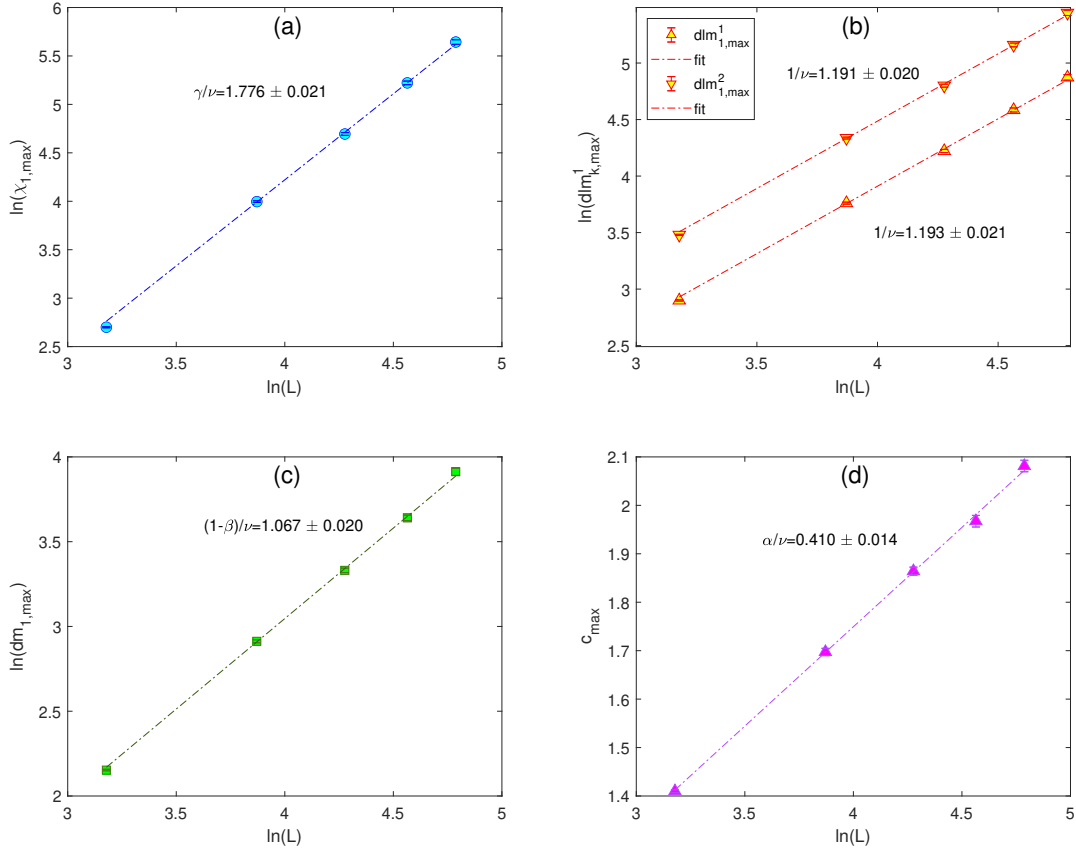 (a)
γ/ν=1.776 ± 0.021
ln(χ1,max)
6
5.5
5
4.5
4
3.5
3
2.5
3
3.5
4
4.5
5
ln(L)
(b)
dlm¹1,max
fit
dlm²1,max
fit
1/ν=1.191 ± 0.020
1/ν=1.193 ± 0.021
ln(dlm¹k,max)
5
4.5
4
3.5
3
2.5
3
3.5
4
4.5
ln(L)
(c)
(1-β)/ν=1.067 ± 0.020
ln(dm1,max)
4
3.5
3
2.5
2
3
3.5
4
4.5
5
ln(L)
(d)
α/ν=0.410 ± 0.014
cmax
2.1
2
1.9
1.8
1.7
1.6
1.5
1.4
3
3.5
4
4.5
5
ln(L)